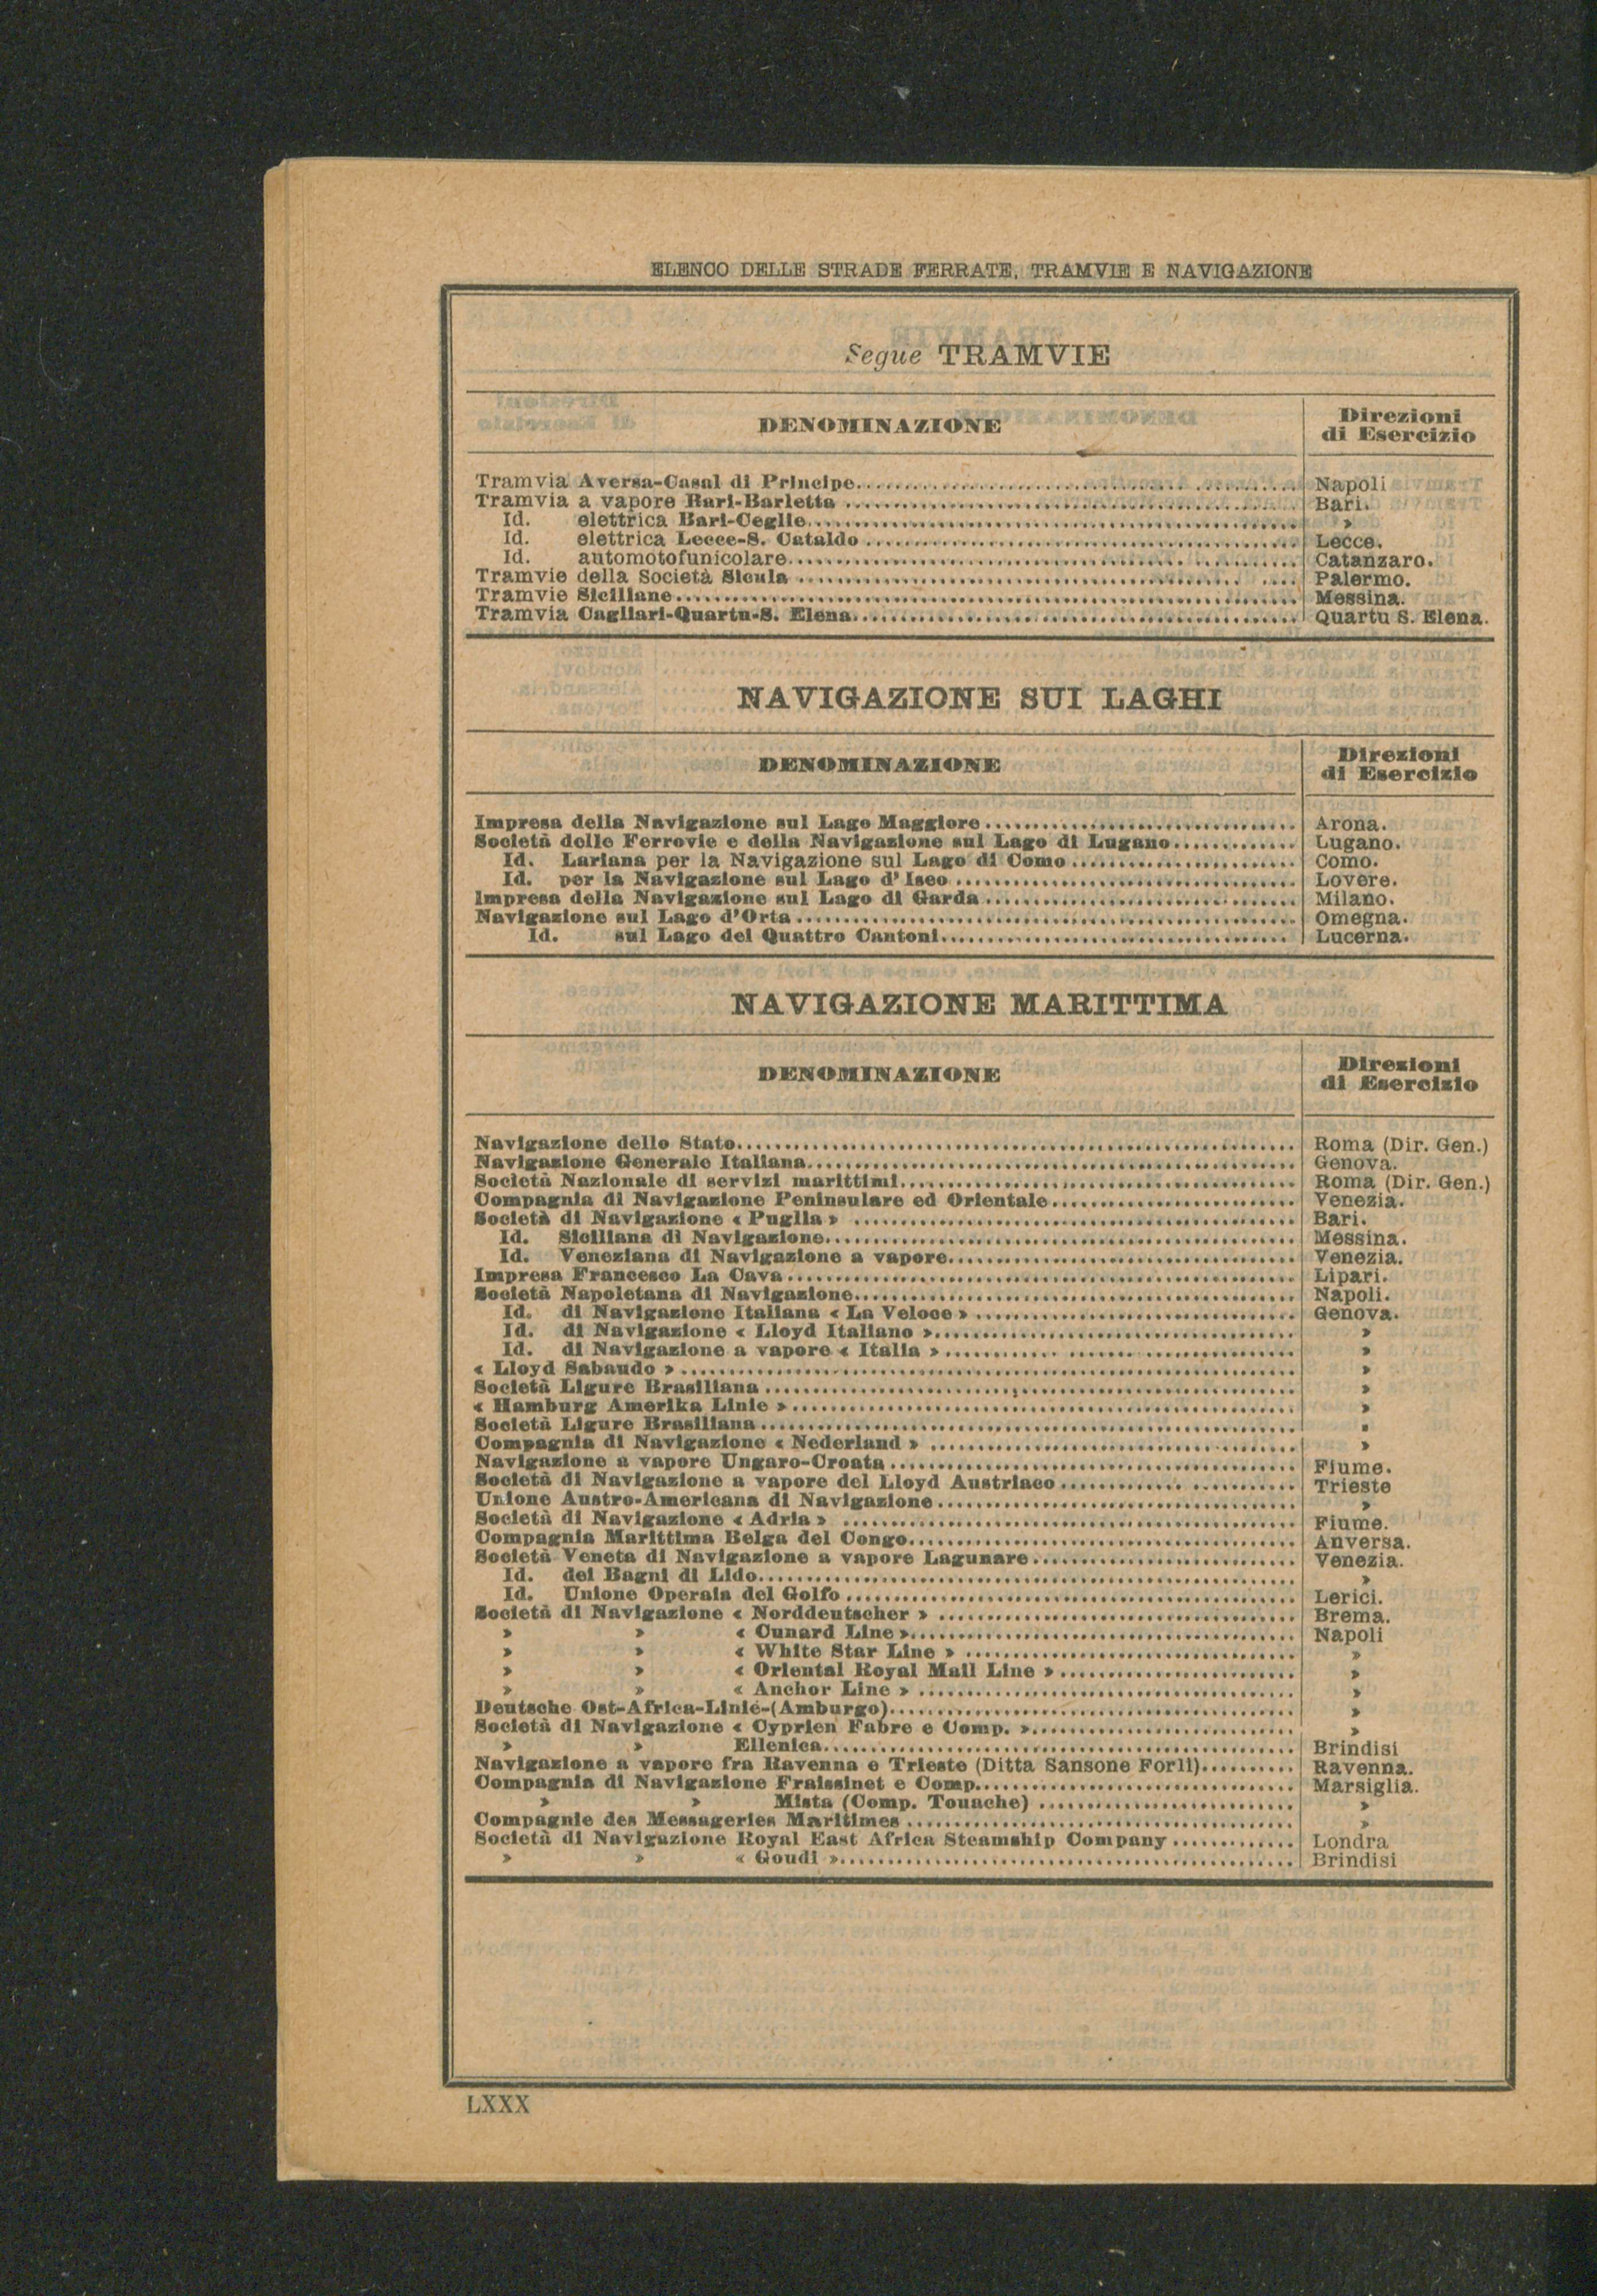 ELENCO DELLE STRADE FERRATE, TRAMVIE E NAVIGAZIONE
Segue TRAMVIE
DENOMINAZIONE Direzioni
di Esercizio
Tramvia Aversa-Casal di Principe Napoli
Tramvia a vapore Bari-Barletta Bari.
Id. elettrica Bari-Ceglie »
Id. elettrica Lecce-S. Cataldo Lecce.
Id. automotofunicolare Catanzaro.
Tramvie della Società Sicula Palermo.
Tramvie Siciliane Messina.
Tramvia Cagliari-Quartu-S. Elena Quartu S. Elena.
NAVIGAZIONE SUI LAGHI
DENOMINAZIONE Direzioni
di Esercizio
Impresa della Navigazione sul Lago Maggiore Arona.
Società delle Ferrovie e della Navigazione sul Lago di Lugano Lugano.
Id. Lariana per la Navigazione sul Lago di Como Como.
Id. per la Navigazione sul Lago d'Iseo Lovere.
Impresa della Navigazione sul Lago di Garda Milano.
Navigazione sul Lago d'Orta Omegna.
Id. sul Lago dei Quattro Cantoni Lucerna.
NAVIGAZIONE MARITTIMA
DENOMINAZIONE Direzioni
di Esercizio
Navigazione dello Stato Roma (Dir. Gen.)
Navigazione Generale Italiana Genova.
Società Nazionale di servizi marittimi Roma (Dir. Gen.)
Compagnia di Navigazione Peninsulare ed Orientale Venezia.
Società di Navigazione « Puglia » Bari.
Id. Siciliana di Navigazione Messina.
Id. Veneziana di Navigazione a vapore Venezia.
Impresa Francesco La Cava Lipari.
Società Napoletana di Navigazione Napoli.
Id. di Navigazione Italiana « La Veloce » Genova.
Id. di Navigazione « Lloyd Italiano » »
Id. di Navigazione a vapore « Italia » »
« Lloyd Sabaudo » »
Società Ligure Brasiliana »
« Hamburg Amerika Linie » »
Società Ligure Brasiliana »
Compagnia di Navigazione « Nederland » »
Navigazione a vapore Ungaro-Croata Fiume.
Società di Navigazione a vapore del Lloyd Austriaco Trieste
Unione Austro-Americana di Navigazione »
Società di Navigazione « Adria » Fiume.
Compagnia Marittima Belga del Congo Anversa.
Società Veneta di Navigazione a vapore Lagunare Venezia.
Id. dei Bagni di Lido »
Id. Unione Operaia del Golfo Lerici.
Società di Navigazione « Norddeutscher » Brema.
» » « Cunard Line » Napoli
» » « White Star Line » »
» » « Oriental Royal Mail Line » »
» » « Anchor Line » »
Deutsche Ost-Africa-Linie-(Amburgo) »
Società di Navigazione « Cyprien Fabre e Comp. » »
» » Ellenica Brindisi
Navigazione a vapore fra Ravenna e Trieste (Ditta Sansone Forlì) Ravenna.
Compagnia di Navigazione Fraissinet e Comp. Marsiglia.
» » Mista (Comp. Touache) »
Compagnie des Messageries Maritimes »
Società di Navigazione Royal East Africa Steamship Company Londra
» » « Goudi » Brindisi
LXXX